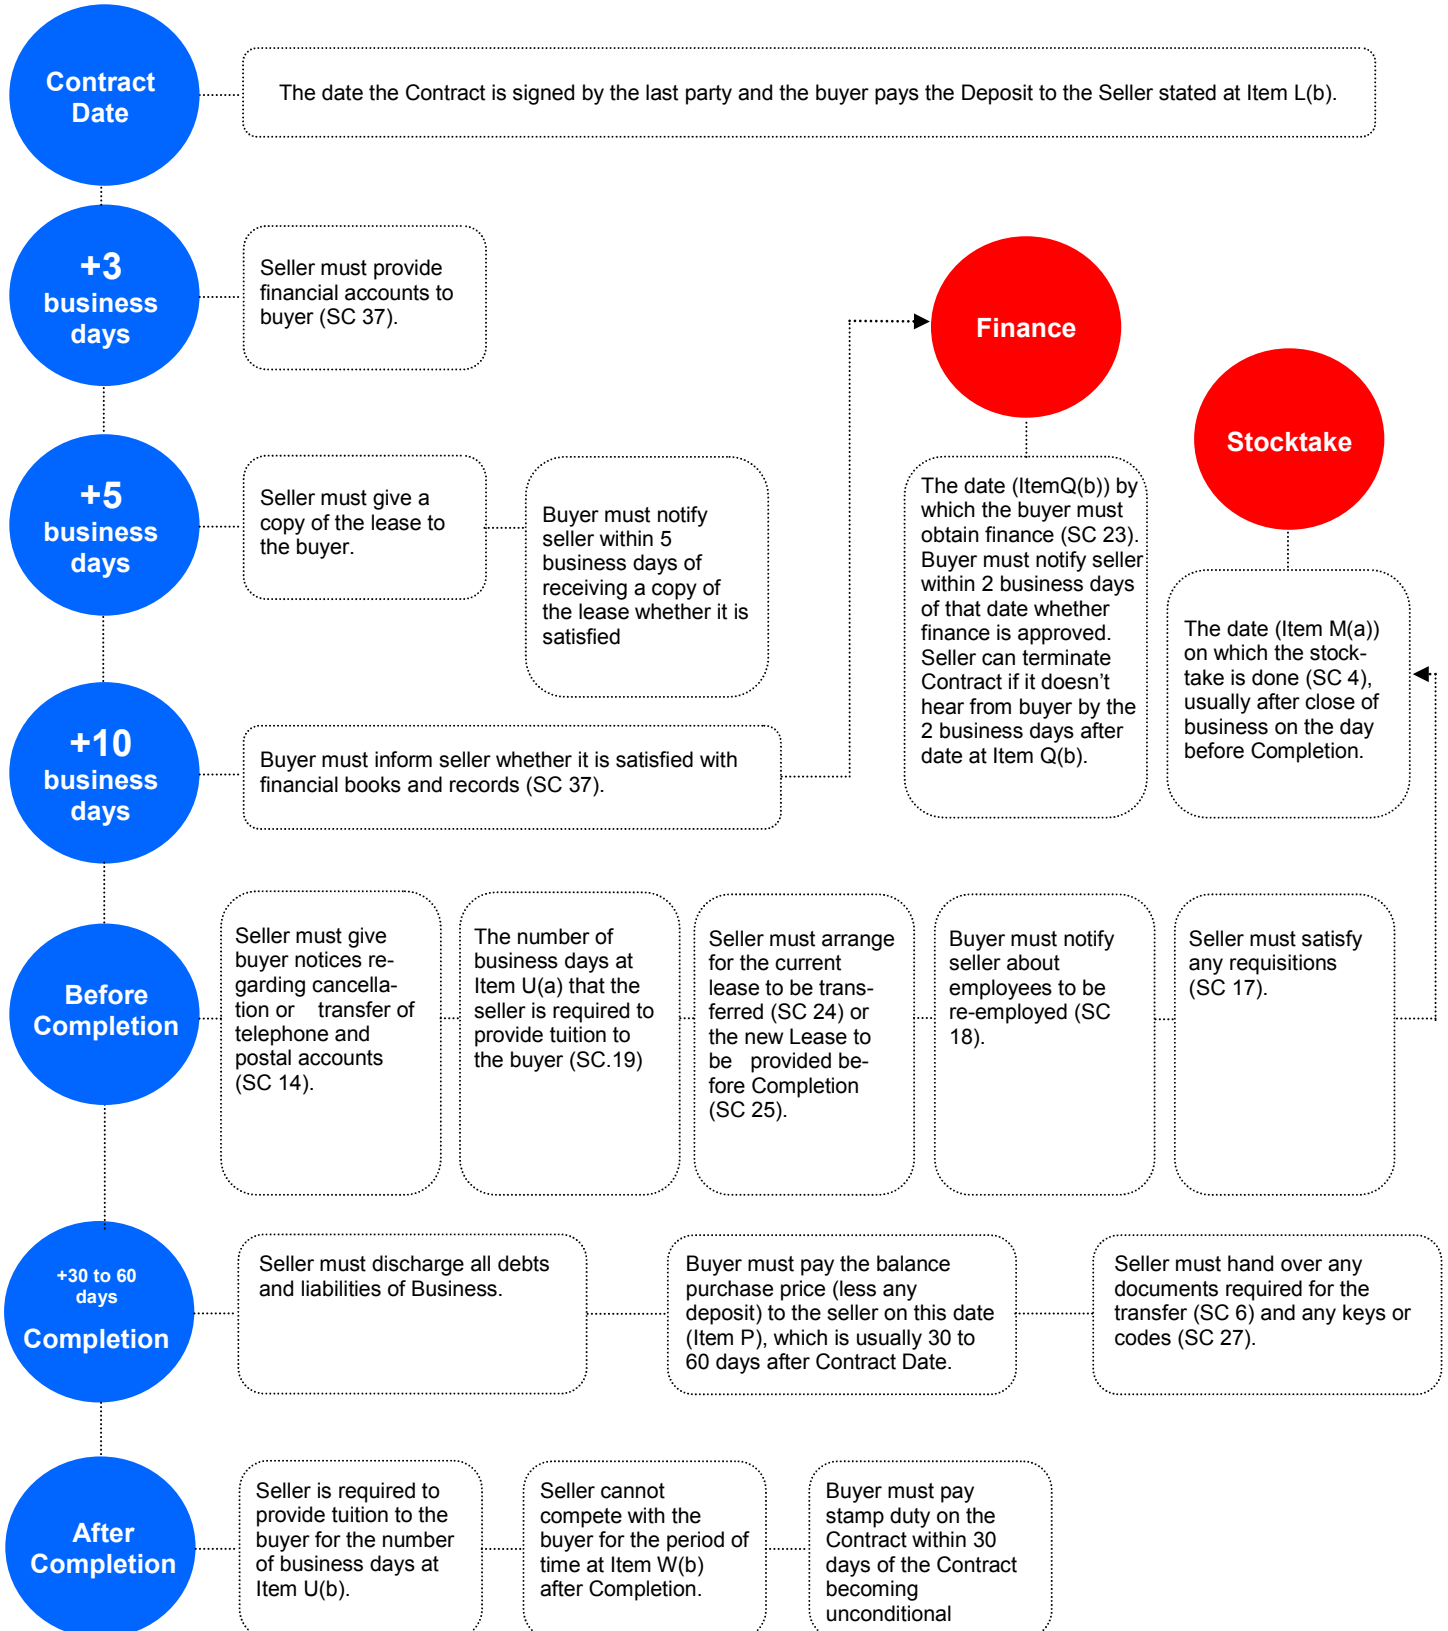 Contract
Date
The date the Contract is signed by the last party and the buyer pays the Deposit to the Seller stated at Item L(b).
+3
business
days
Seller must provide
financial accounts to
buyer (SC 37).
Finance
Stocktake
+5
business
days
Seller must give a
copy of the lease to
the buyer.
Buyer must notify
seller within 5
business days of
receiving a copy of
the lease whether it is
satisfied
The date (ItemQ(b)) by
which the buyer must
obtain finance (SC 23).
Buyer must notify seller
within 2 business days
of that date whether
finance is approved.
Seller can terminate
Contract if it doesn’t
hear from buyer by the
2 business days after
date at Item Q(b).
The date (Item M(a))
on which the stock-
take is done (SC 4),
usually after close of
business on the day
before Completion.
+10
business
days
Buyer must inform seller whether it is satisfied with
financial books and records (SC 37).
Before
Completion
Seller must give
buyer notices re-
garding cancella-
tion or transfer of
telephone and
postal accounts
(SC 14).
The number of
business days at
Item U(a) that the
seller is required to
provide tuition to
the buyer (SC.19)
Seller must arrange
for the current
lease to be trans-
ferred (SC 24) or
the new Lease to
be provided be-
fore Completion
(SC 25).
Buyer must notify
seller about
employees to be
re-employed (SC
18).
Seller must satisfy
any requisitions
(SC 17).
+30 to 60
days
Completion
Seller must discharge all debts
and liabilities of Business.
Buyer must pay the balance
purchase price (less any
deposit) to the seller on this date
(Item P), which is usually 30 to
60 days after Contract Date.
Seller must hand over any
documents required for the
transfer (SC 6) and any keys or
codes (SC 27).
After
Completion
Seller is required to
provide tuition to the
buyer for the number
of business days at
Item U(b).
Seller cannot
compete with the
buyer for the period of
time at Item W(b)
after Completion.
Buyer must pay
stamp duty on the
Contract within 30
days of the Contract
becoming
unconditional